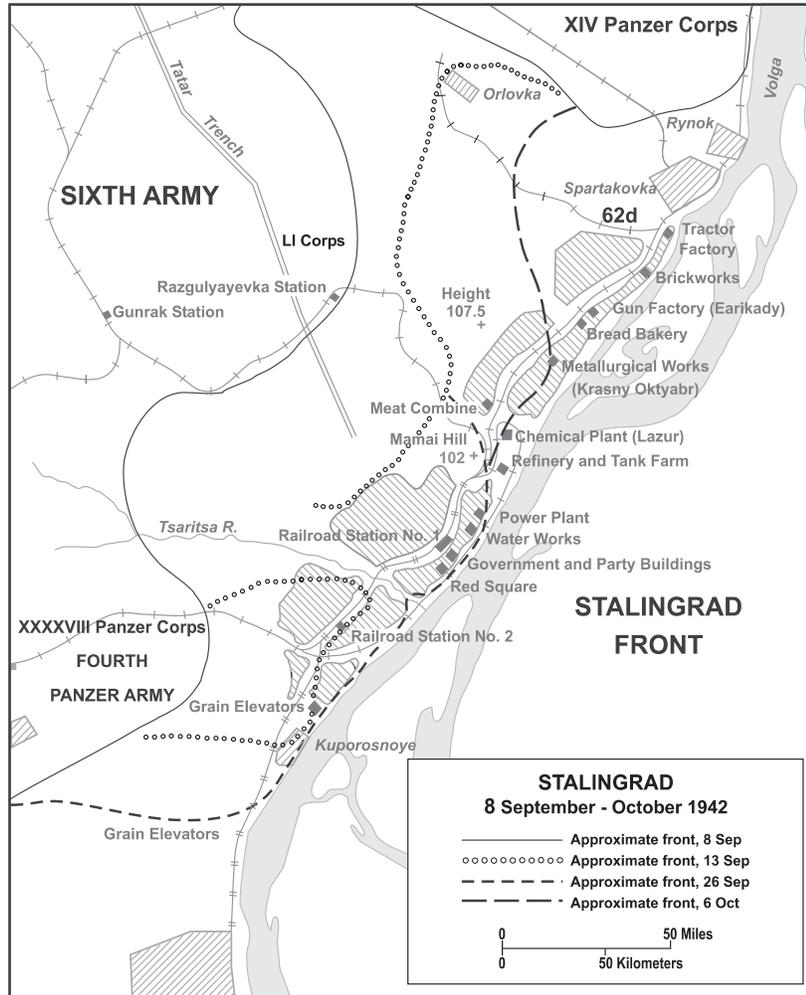 XIV Panzer Corps
Volga
Tatar
Trench
Orlovka
Rynok
SIXTH ARMY
Spartakovka
62d
LI Corps
Tractor
Factory
Brickworks
Razgulyayevka Station
Gunrak Station
Height
107.5
Gun Factory (Earikady)
Bread Bakery
Metallurgical Works
(Krasny Oktyabr)
Meat Combine
Mamai Hill
102
Chemical Plant (Lazur)
Refinery and Tank Farm
Tsaritsa R.
Railroad Station No. 1
Power Plant
Water Works
Government and Party Buildings
Red Square
STALINGRAD
FRONT
XXXXVIII Panzer Corps
FOURTH
PANZER ARMY
Railroad Station No. 2
Grain Elevators
Kuporosnoye
Grain Elevators
STALINGRAD
8 September - October 1942
Approximate front, 8 Sep
Approximate front, 13 Sep
Approximate front, 26 Sep
Approximate front, 6 Oct
0 50 Miles
0 50 Kilometers